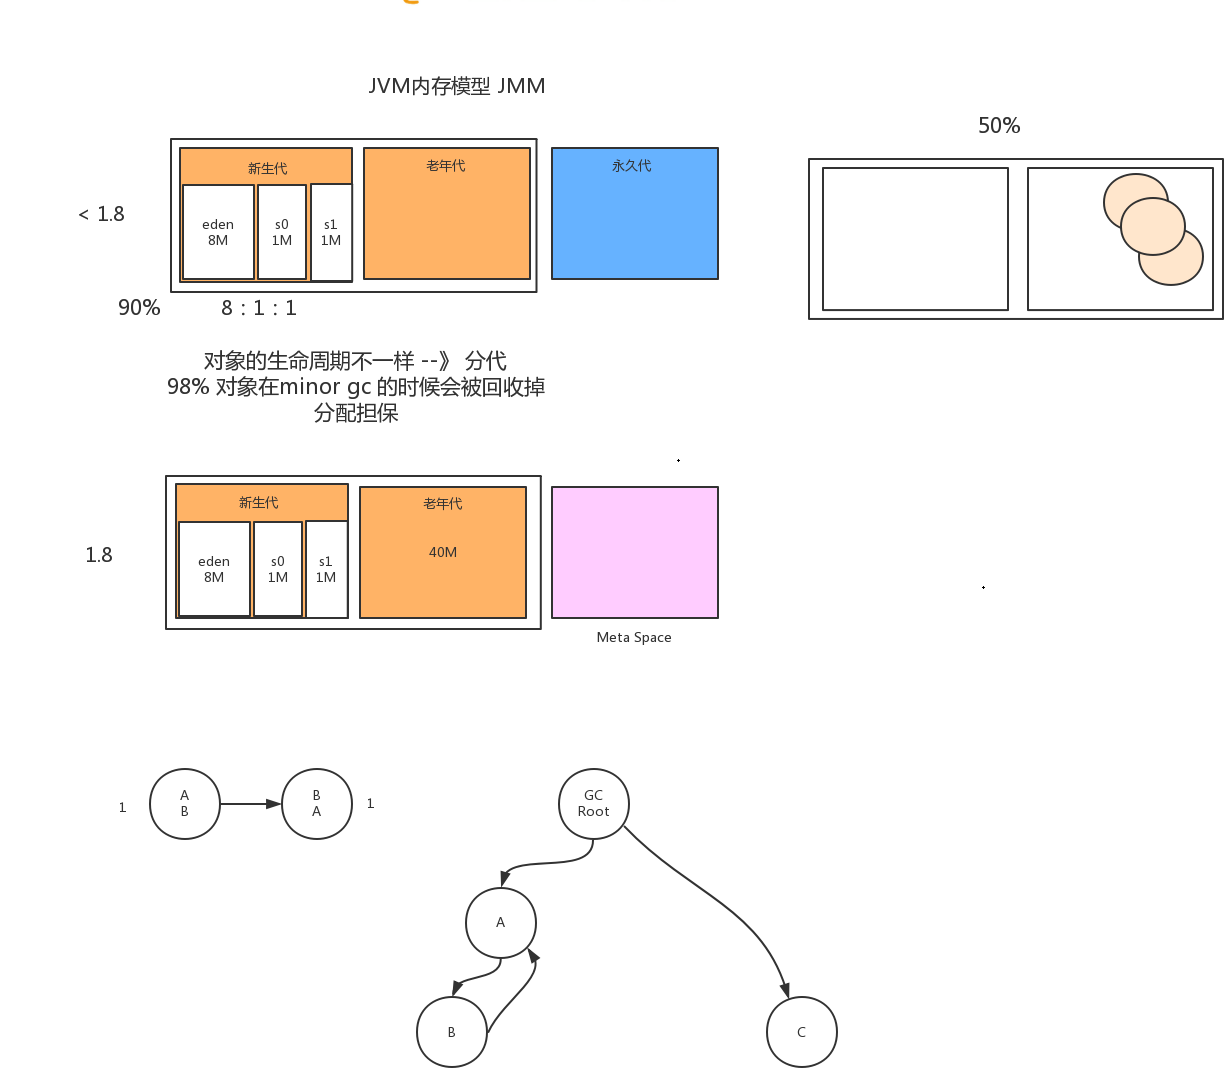 JVM内存模型 JMM
50%
新生代
老年代
永久代
< 1.8
eden
8M
s0
1M
s1
1M
90%
8：1：1
对象的生命周期不一样 --》 分代
98% 对象在minor gc 的时候会被回收掉
分配担保
新生代
老年代
1.8
eden
8M
s0
1M
s1
1M
40M
Meta Space
1
A
B
B
A
1
GC
Root
A
B
C